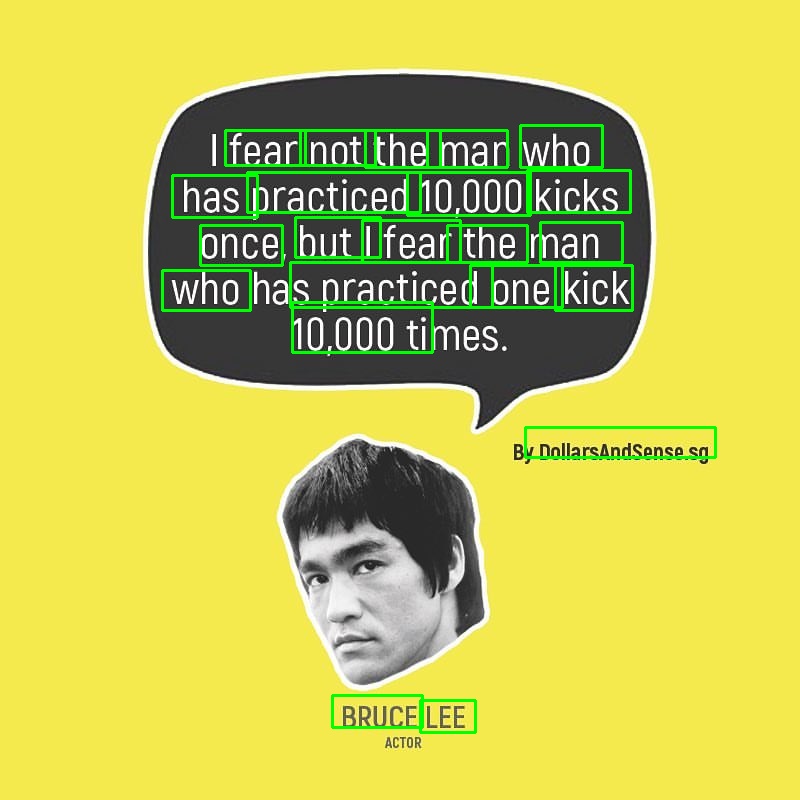 I fear not the man who
has practiced 10,000 kicks
once, but I fear the man
who has practiced one kick
10,000 times.
By DollarsAndSense.sg
BRUCE LEE
ACTOR